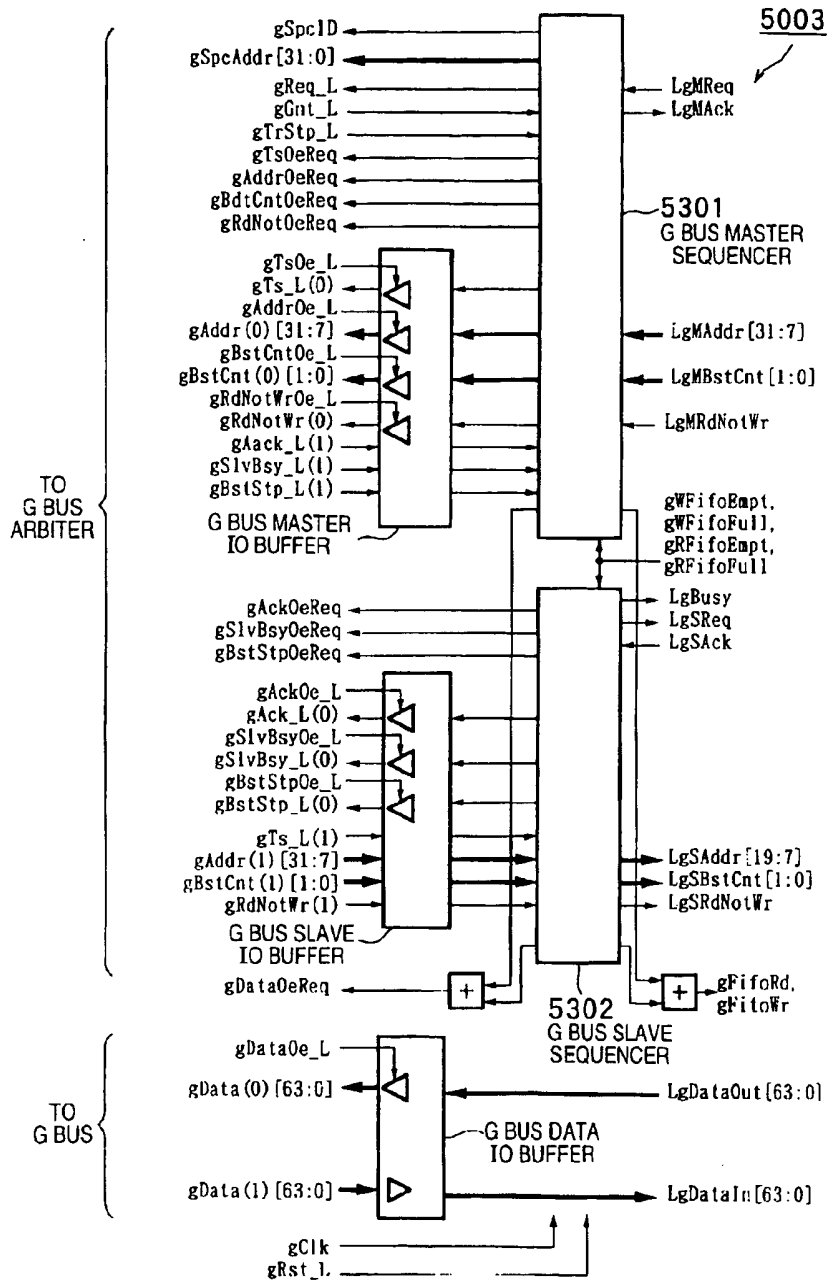 5003
gSpcID
gSpcAddr[31:0]
gReq_L
gGnt_L
gTrStp_L
gTsOeReq
gAddrOeReq
gBdtCntOeReq
gRdNotOeReq
LgMReq
LgMAck
5301
G BUS MASTER
SEQUENCER
gTsOe_L
gTs_L(0)
gAddrOe_L
gAddr(0)[31:7]
gBstCntOe_L
gBstCnt(0)[1:0]
gRdNotWrOe_L
gRdNotWr(0)
gAack_L(1)
gSlvBsy_L(1)
gBstStp_L(1)
LgMAddr[31:7]
LgMBstCnt[1:0]
LgMRdNotWr
TO
G BUS
ARBITER
G BUS MASTER
IO BUFFER
gWFifoEmpt,
gWFifoFull,
gRFifoEmpt,
gRFifoFull
gAckOeReq
gSlvBsyOeReq
gBstStpOeReq
LgBusy
LgSReq
LgSAck
gAckOe_L
gAck_L(0)
gSlvBsyOe_L
gSlvBsy_L(0)
gBstStpOe_L
gBstStp_L(0)
gTs_L(1)
gAddr(1)[31:7]
gBstCnt(1)[1:0]
gRdNotWr(1)
LgSAddr[19:7]
LgSBstCnt[1:0]
LgSRdNotWr
G BUS SLAVE
IO BUFFER
gDataOeReq
+
+
gFifoRd,
gFitoWr
5302
G BUS SLAVE
SEQUENCER
TO
G BUS
gDataOe_L
gData(0)[63:0]
LgDataOut[63:0]
G BUS DATA
IO BUFFER
gData(1)[63:0]
LgDataIn[63:0]
gClk
gRst_L